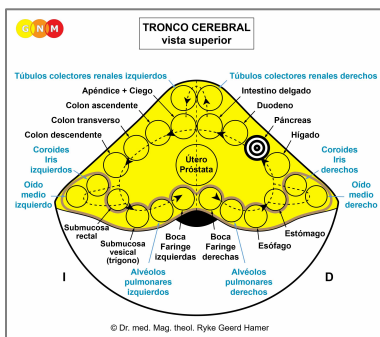 GNM
TRONCO CEREBRAL
vista superior
Túbulos colectores renales izquierdos
Túbulos colectores renales derechos
Apéndice + Ciego
Intestino delgado
Colon ascendente
Duodeno
Colon transverso
Páncreas
Colon descendente
Hígado
Coroides
Iris
izquierdos
Coroides
Iris
derechos
Útero
Próstata
Oído
medio
izquierdo
Oído
medio
derecho
Submucosa
rectal
Submucosa
vesical
(trígono)
Boca
Faringe
izquierdas
Boca
Faringe
derechas
Estómago
Esófago
Alvéolos
pulmonares
izquierdos
Alvéolos
pulmonares
derechos
I
D
© Dr. med. Mag. theol. Ryke Geerd Hamer